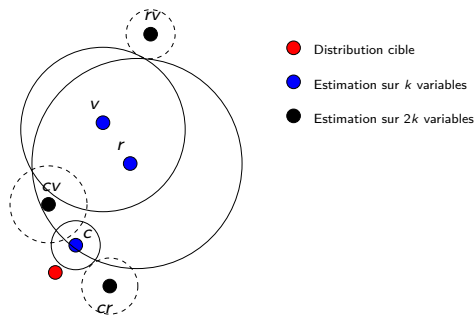 rv
Distribution cible
Estimation sur k variables
v
Estimation sur 2k variables
r
cv
c
cr